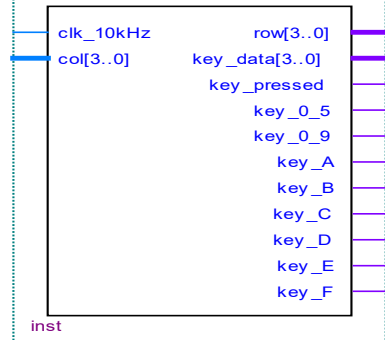 clk_10kHz row[3..0]
col[3..0] key_data[3..0]
key_pressed
key_0_5
key_0_9
key_A
key_B
key_C
key_D
key_E
key_F
inst